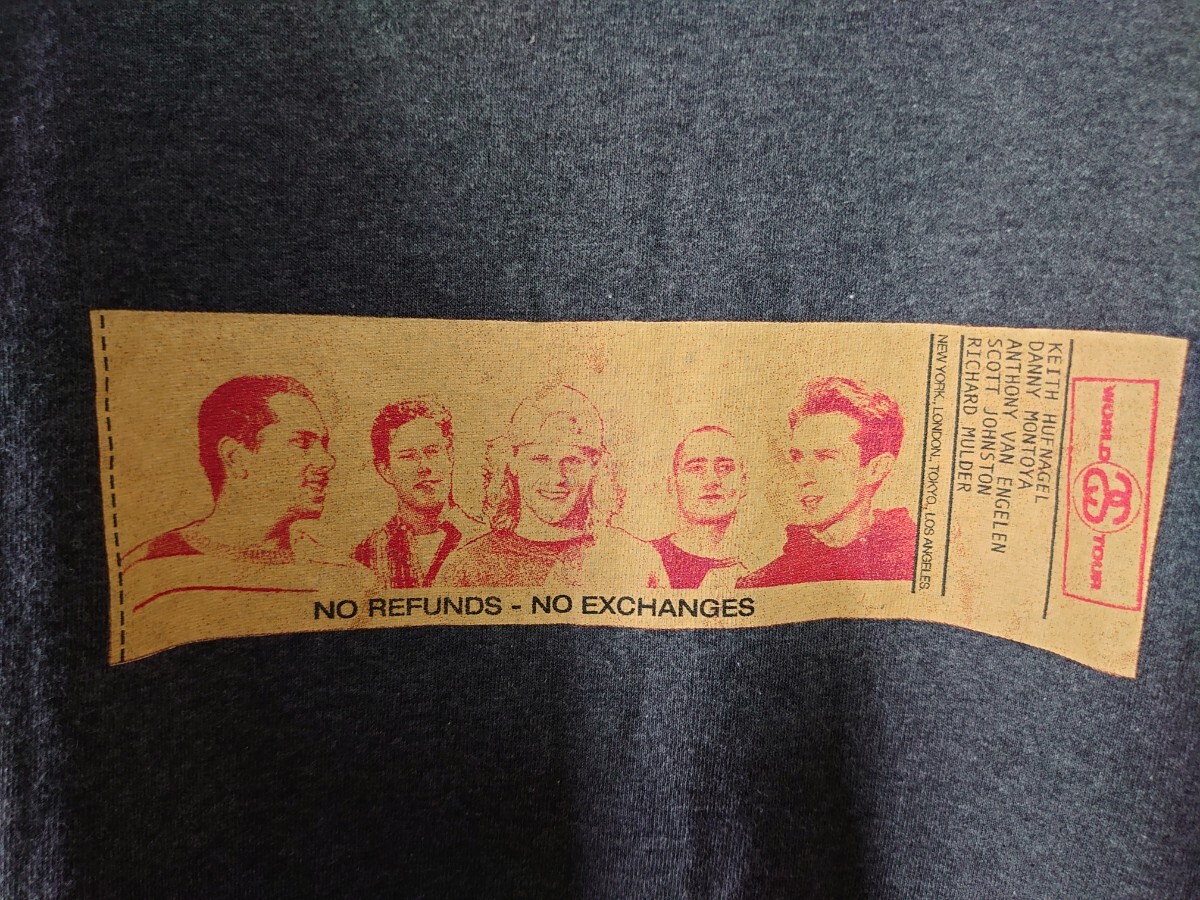 NO REFUNDS - NO EXCHANGES
WORLD TOUR
KEITH HUFNAGEL
DANNY MONTOYA
ANTHONY VAN ENGELEN
SCOTT JOHNSTON
RICHARD MULDER
NEW YORK., LONDON., TOKYO., LOS ANGELES.